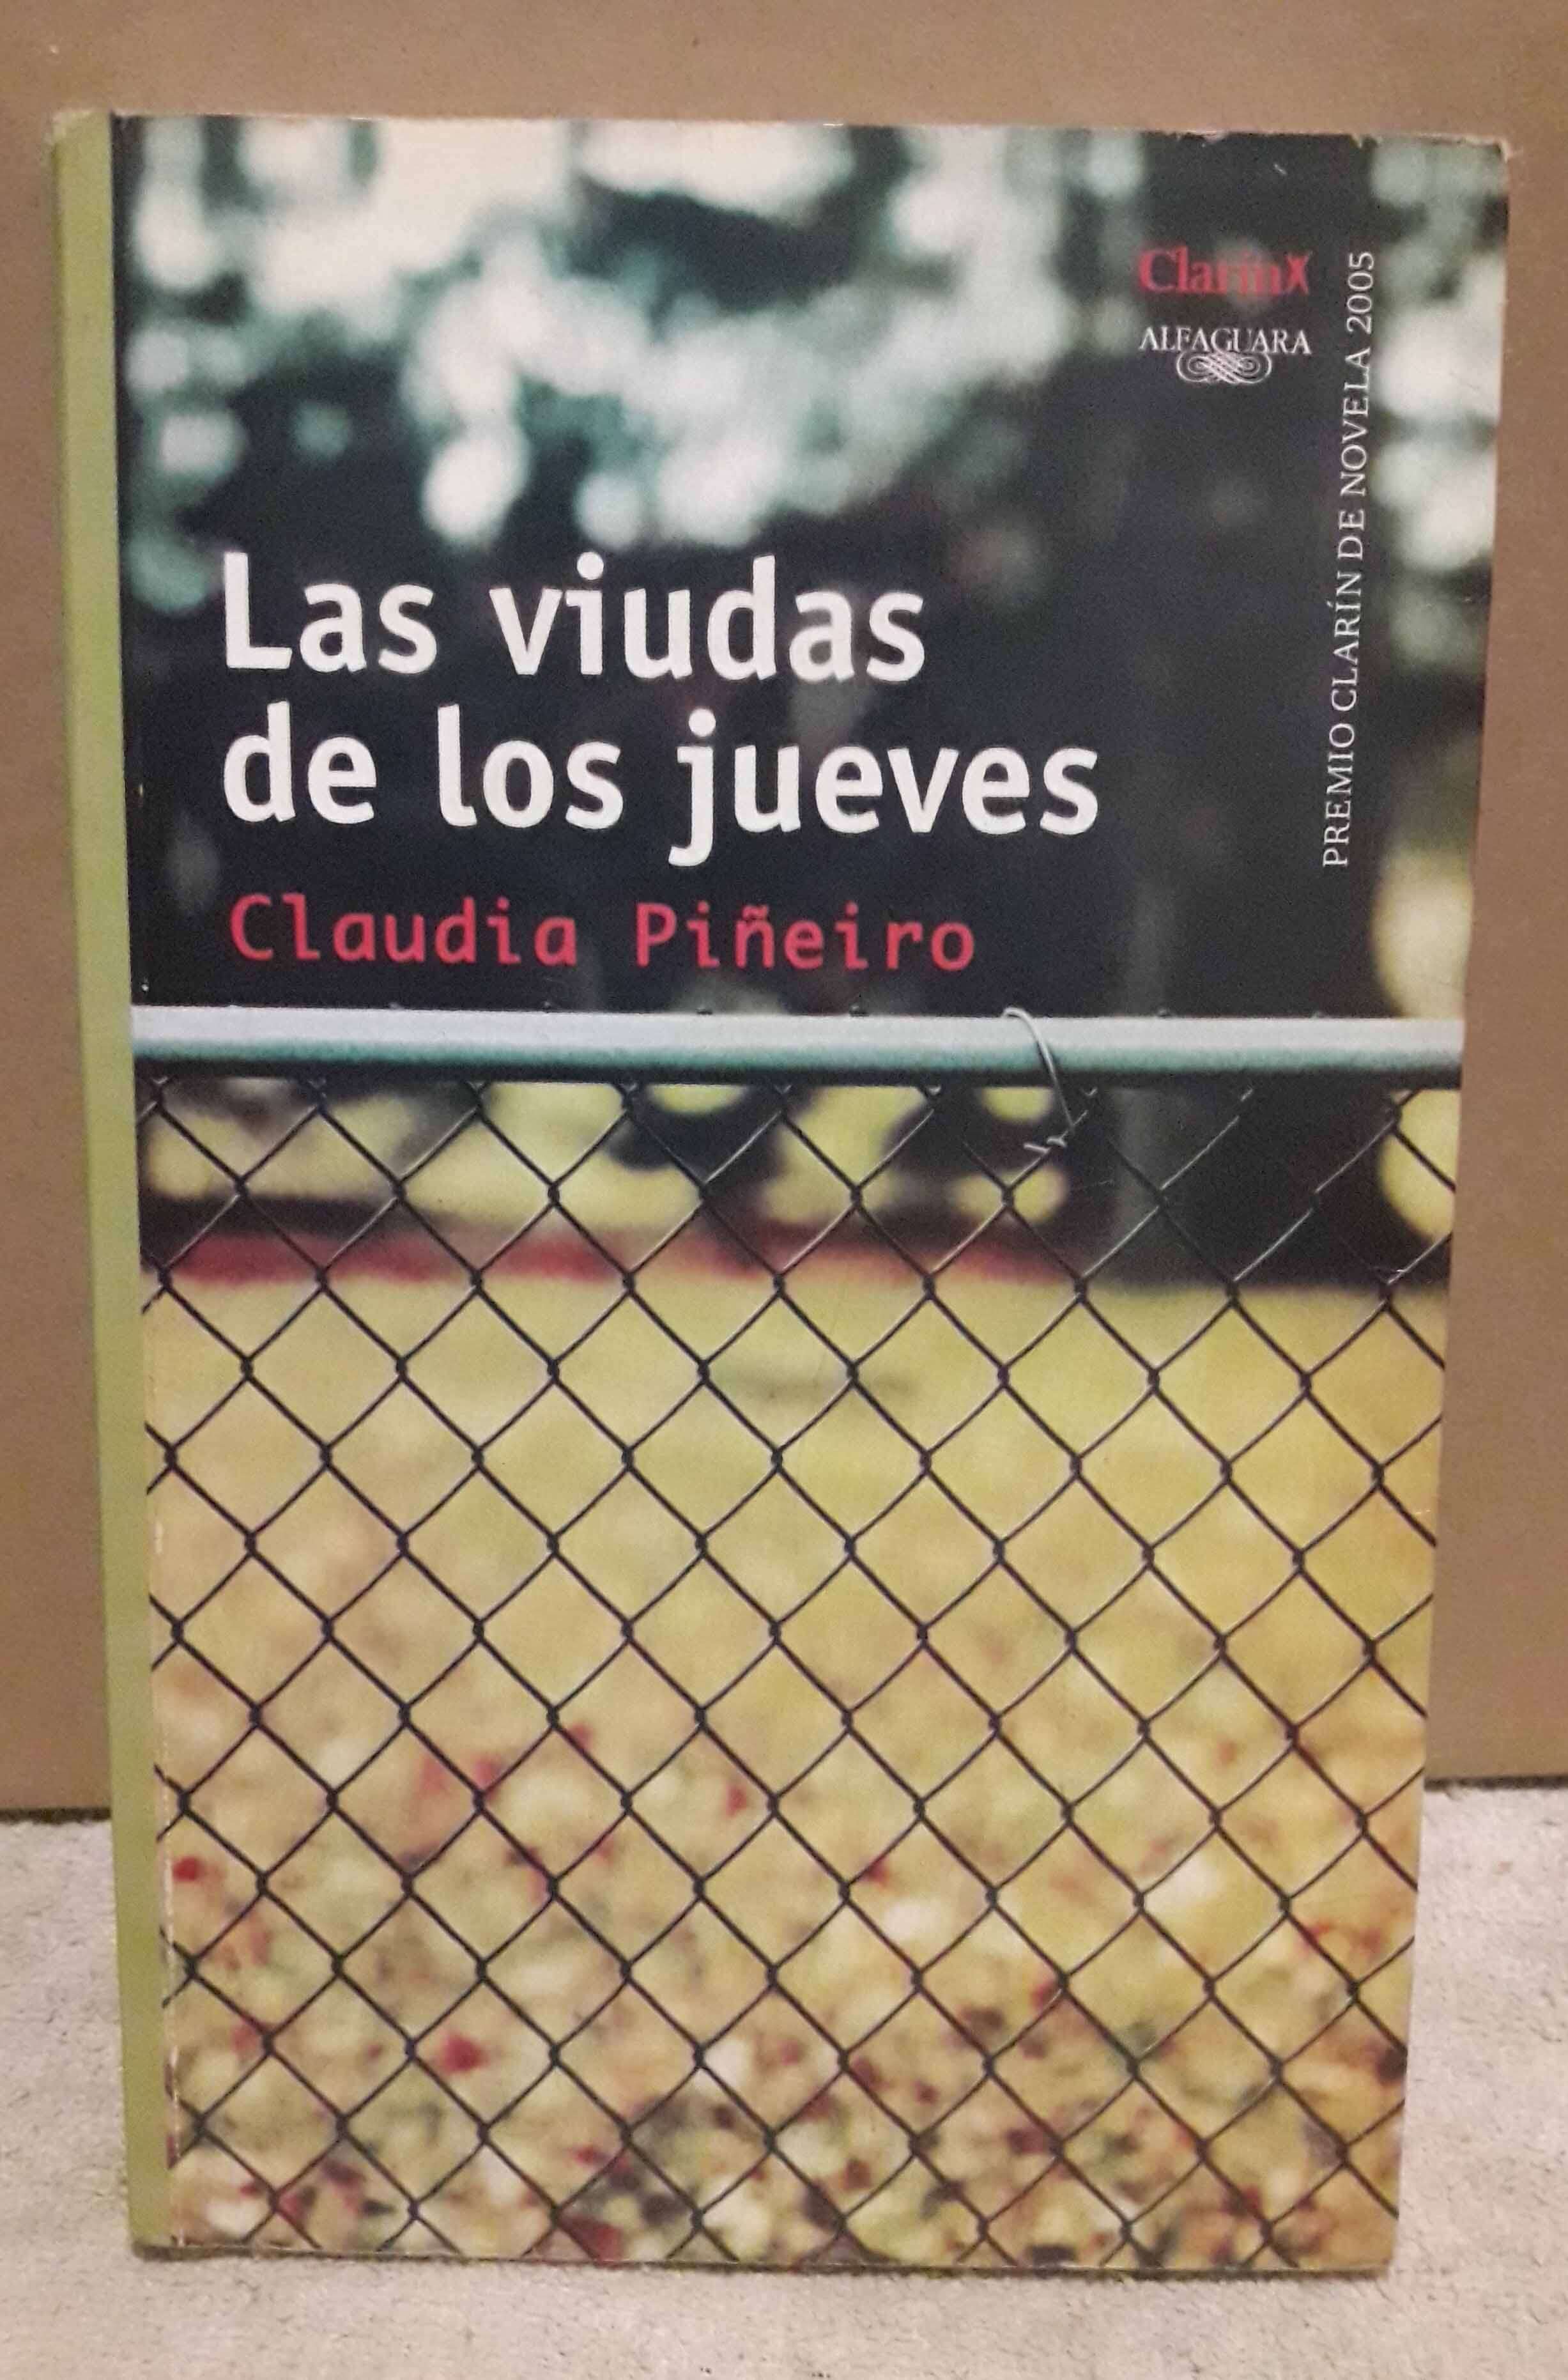 Clarín
ALFAGUARA
PREMIO CLARÍN DE NOVELA 2005
Las viudas
de los jueves
Claudia Piñeiro